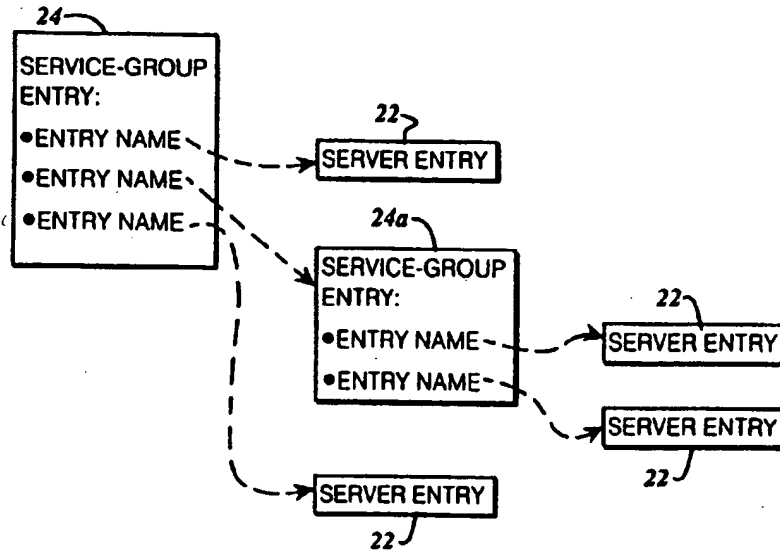 24
SERVICE-GROUP
ENTRY:
●ENTRY NAME
●ENTRY NAME
●ENTRY NAME
22
SERVER ENTRY
24a
SERVICE-GROUP
ENTRY:
●ENTRY NAME
●ENTRY NAME
22
SERVER ENTRY
SERVER ENTRY
22
SERVER ENTRY
22